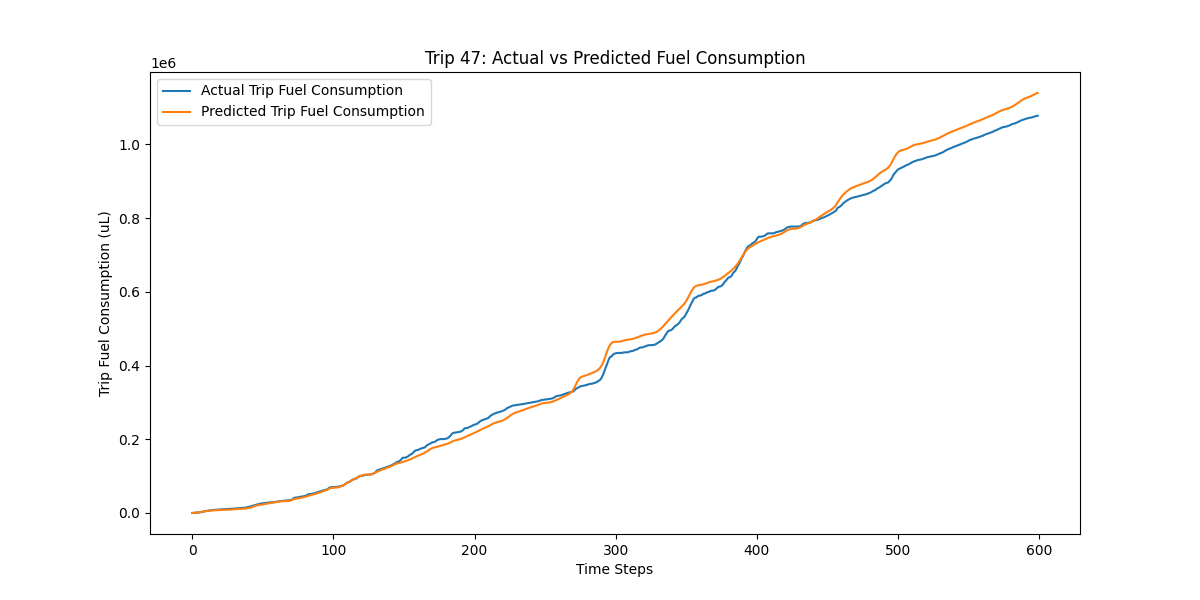 Trip 47: Actual vs Predicted Fuel Consumption
1e6
Actual Trip Fuel Consumption
Predicted Trip Fuel Consumption
1.0
0.8
0.6
0.4
0.2
0.0
Trip Fuel Consumption (uL)
0 100 200 300 400 500 600
Time Steps